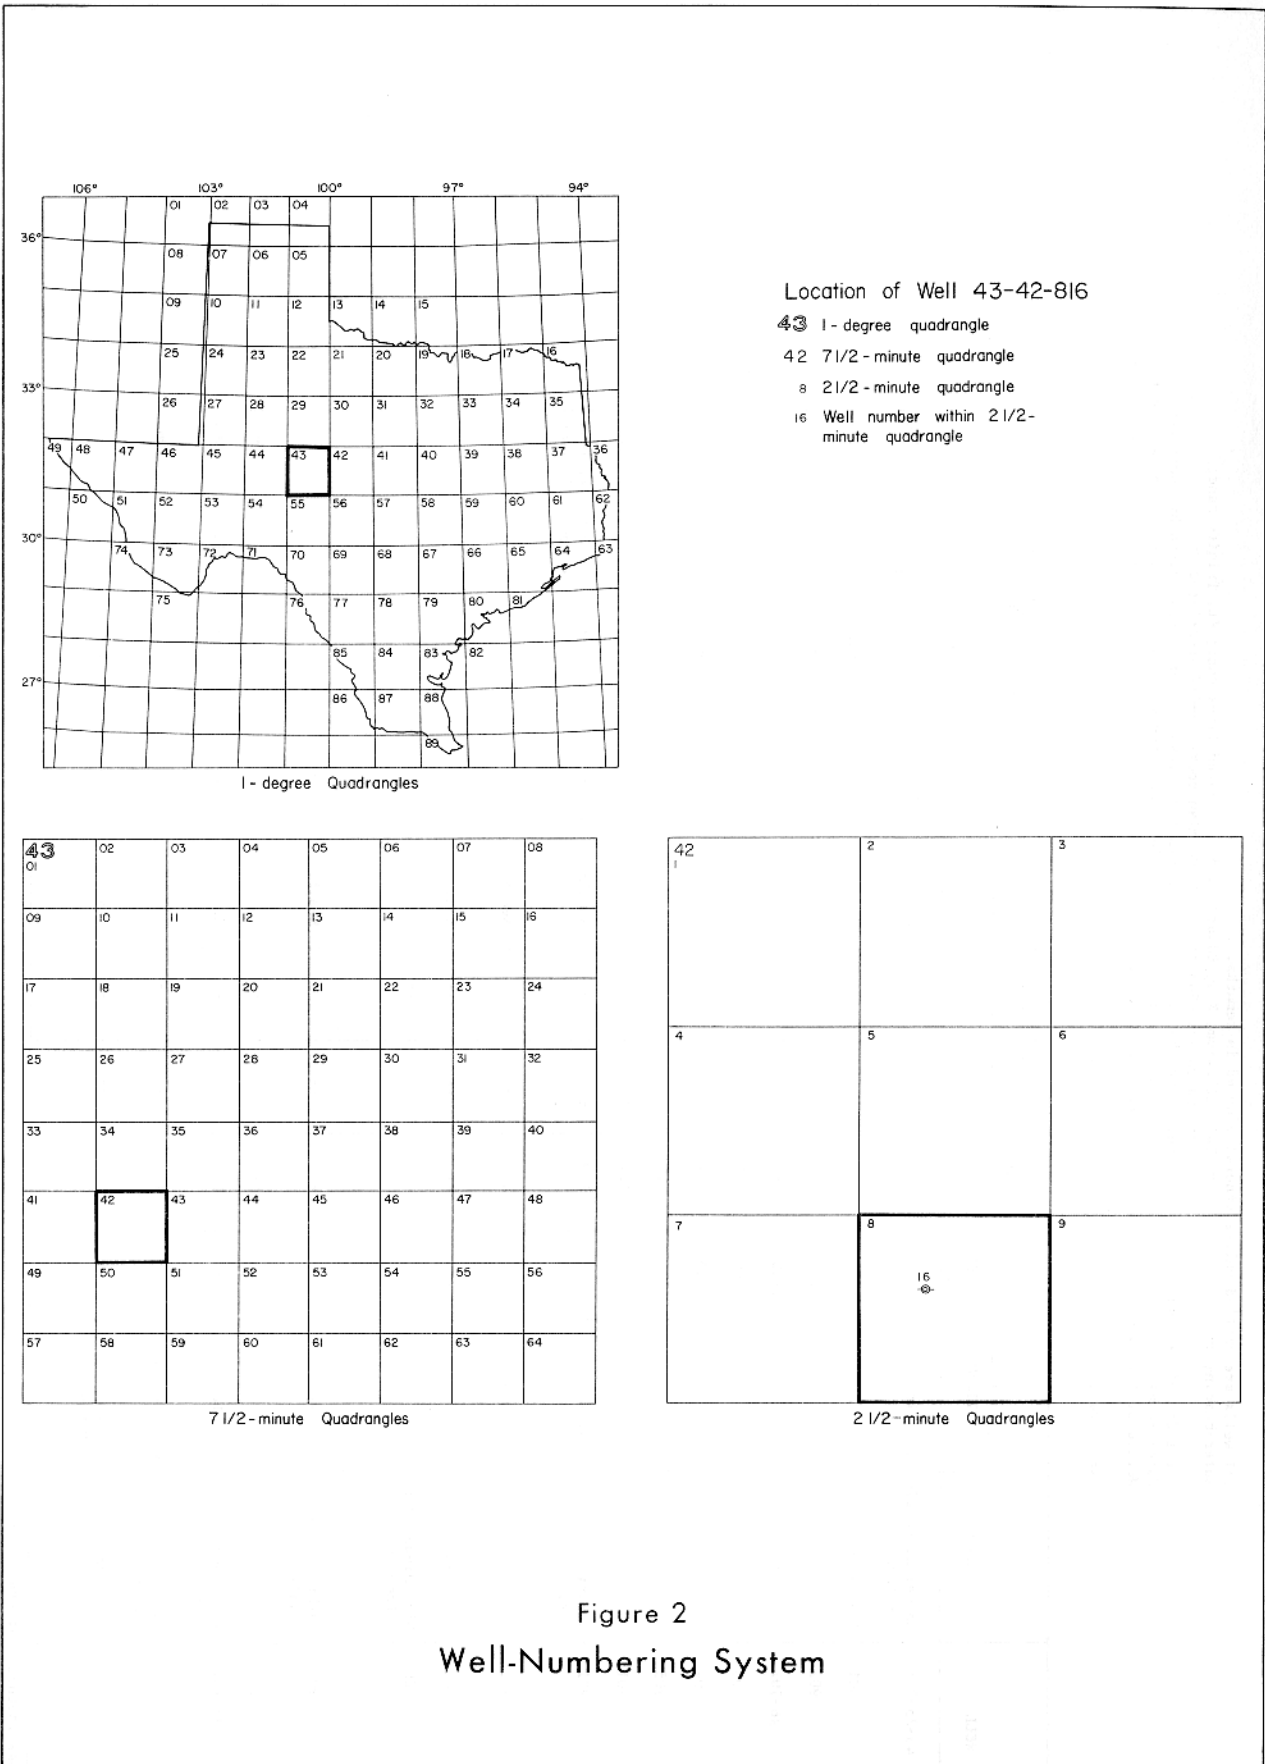 106° 103° 100° 97° 94°
01 02 03 04
36°
08 07 06 05
09 10 11 12 13 14 15
25 24 23 22 21 20 19 18 17 16
33°
26 27 28 29 30 31 32 33 34 35
49 48 47 46 45 44 43 42 41 40 39 38 37 36
50 51 52 53 54 55 56 57 58 59 60 61 62
30°
74 73 72 71 70 69 68 67 66 65 64 63
75 76 77 78 79 80 81
85 84 83 82
27°
86 87 88
89
1 - degree Quadrangles
Location of Well 43-42-816
43 1 - degree quadrangle
42 7 1/2 - minute quadrangle
8 2 1/2 - minute quadrangle
16 Well number within 2 1/2-
minute quadrangle
43 02 03 04 05 06 07 08
01
09 10 11 12 13 14 15 16
17 18 19 20 21 22 23 24
25 26 27 28 29 30 31 32
33 34 35 36 37 38 39 40
41 42 43 44 45 46 47 48
49 50 51 52 53 54 55 56
57 58 59 60 61 62 63 64
7 1/2 - minute Quadrangles
42 2 3
1
4 5 6
7 8 9
16
2 1/2 - minute Quadrangles
Figure 2
Well-Numbering System